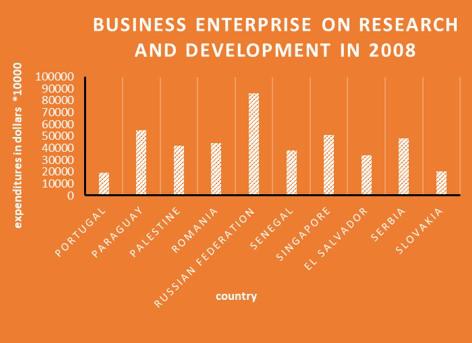 BUSINESS ENTERPRISE ON RESEARCH
AND DEVELOPMENT IN 2008
expenditures in dollars *10000
100000
90000
80000
70000
60000
50000
40000
30000
20000
10000
0
PORTUGAL
PARAGUAY
PALESTINE
ROMANIA
RUSSIAN FEDERATION
SENEGAL
SINGAPORE
EL SALVADOR
SERBIA
SLOVAKIA
country